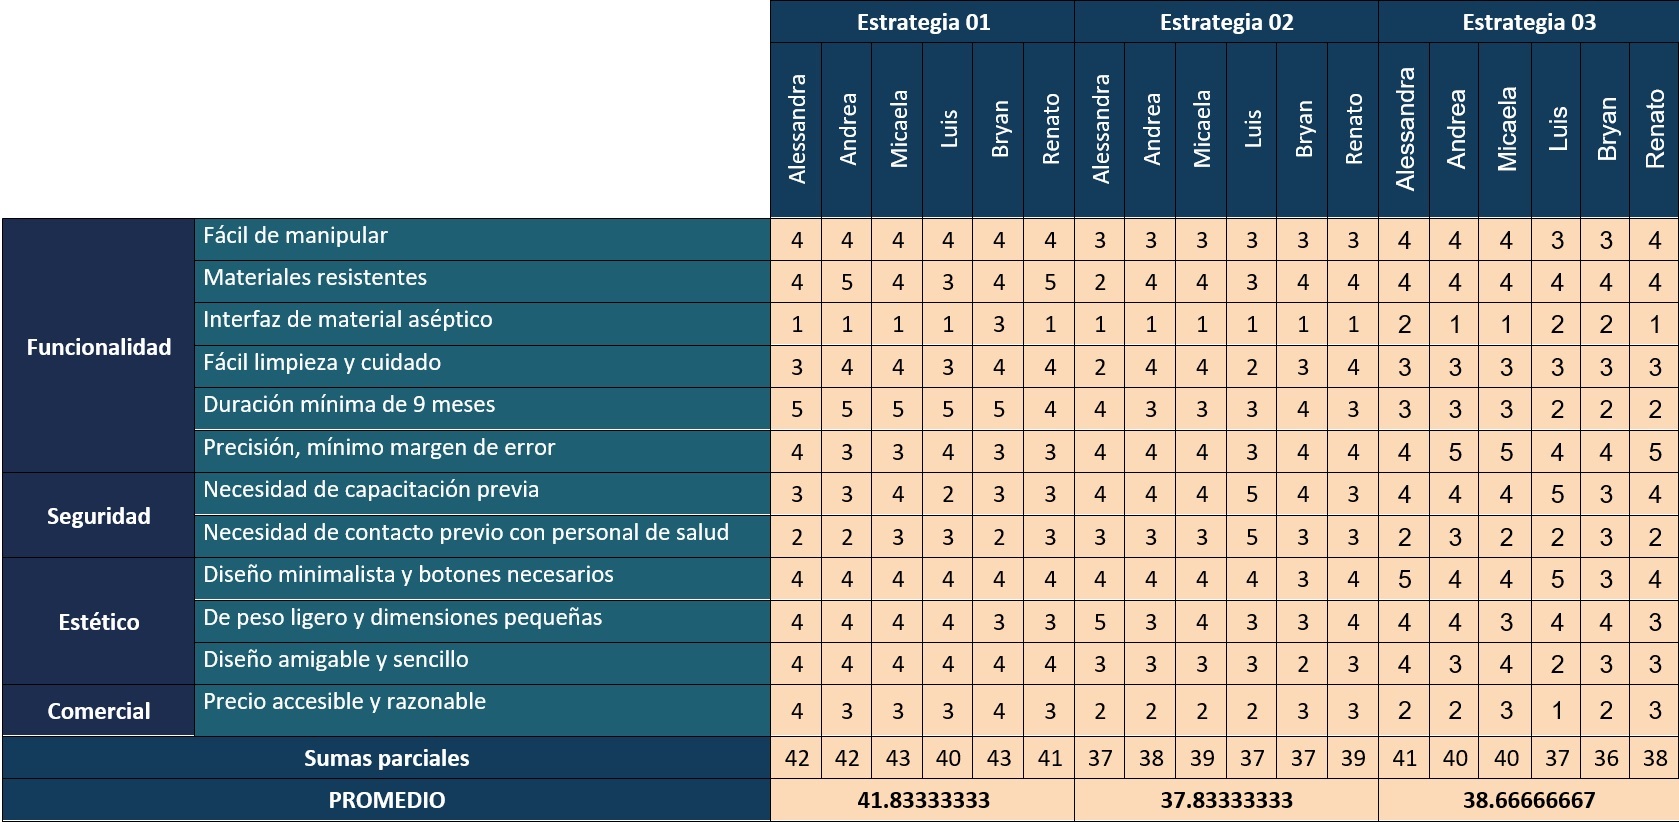 Estrategia 01 Estrategia 02 Estrategia 03
Alessandra Andrea Micaela Luis Bryan Renato Alessandra Andrea Micaela Luis Bryan Renato Alessandra Andrea Micaela Luis Bryan Renato
Funcionalidad
Fácil de manipular 4 4 4 4 4 4 3 3 3 3 3 3 4 4 4 3 3 4
Materiales resistentes 4 5 4 3 4 5 2 4 4 3 4 4 4 4 4 4 4 4
Interfaz de material aséptico 1 1 1 1 3 1 1 1 1 1 1 1 2 1 1 2 2 1
Fácil limpieza y cuidado 3 4 4 3 4 4 2 4 4 2 3 4 3 3 3 3 3 3
Duración mínima de 9 meses 5 5 5 5 5 4 4 3 3 3 4 3 3 3 3 2 2 2
Precisión, mínimo margen de error 4 3 3 4 3 3 4 4 4 3 4 4 4 5 5 4 4 5
Seguridad
Necesidad de capacitación previa 3 3 4 2 3 3 4 4 4 5 4 3 4 4 4 5 3 4
Necesidad de contacto previo con personal de salud 2 2 3 3 2 3 3 3 3 5 3 3 2 3 2 2 3 2
Estético
Diseño minimalista y botones necesarios 4 4 4 4 4 4 4 4 4 4 3 4 5 4 4 5 3 4
De peso ligero y dimensiones pequeñas 4 4 4 4 3 3 5 3 4 3 3 4 4 4 3 4 4 3
Diseño amigable y sencillo 4 4 4 4 4 4 3 3 3 3 2 3 4 3 4 2 3 3
Comercial
Precio accesible y razonable 4 3 3 3 4 3 2 2 2 2 3 3 2 2 3 1 2 3
Sumas parciales 42 42 43 40 43 41 37 38 39 37 37 39 41 40 40 37 36 38
PROMEDIO 41.83333333 37.83333333 38.66666667